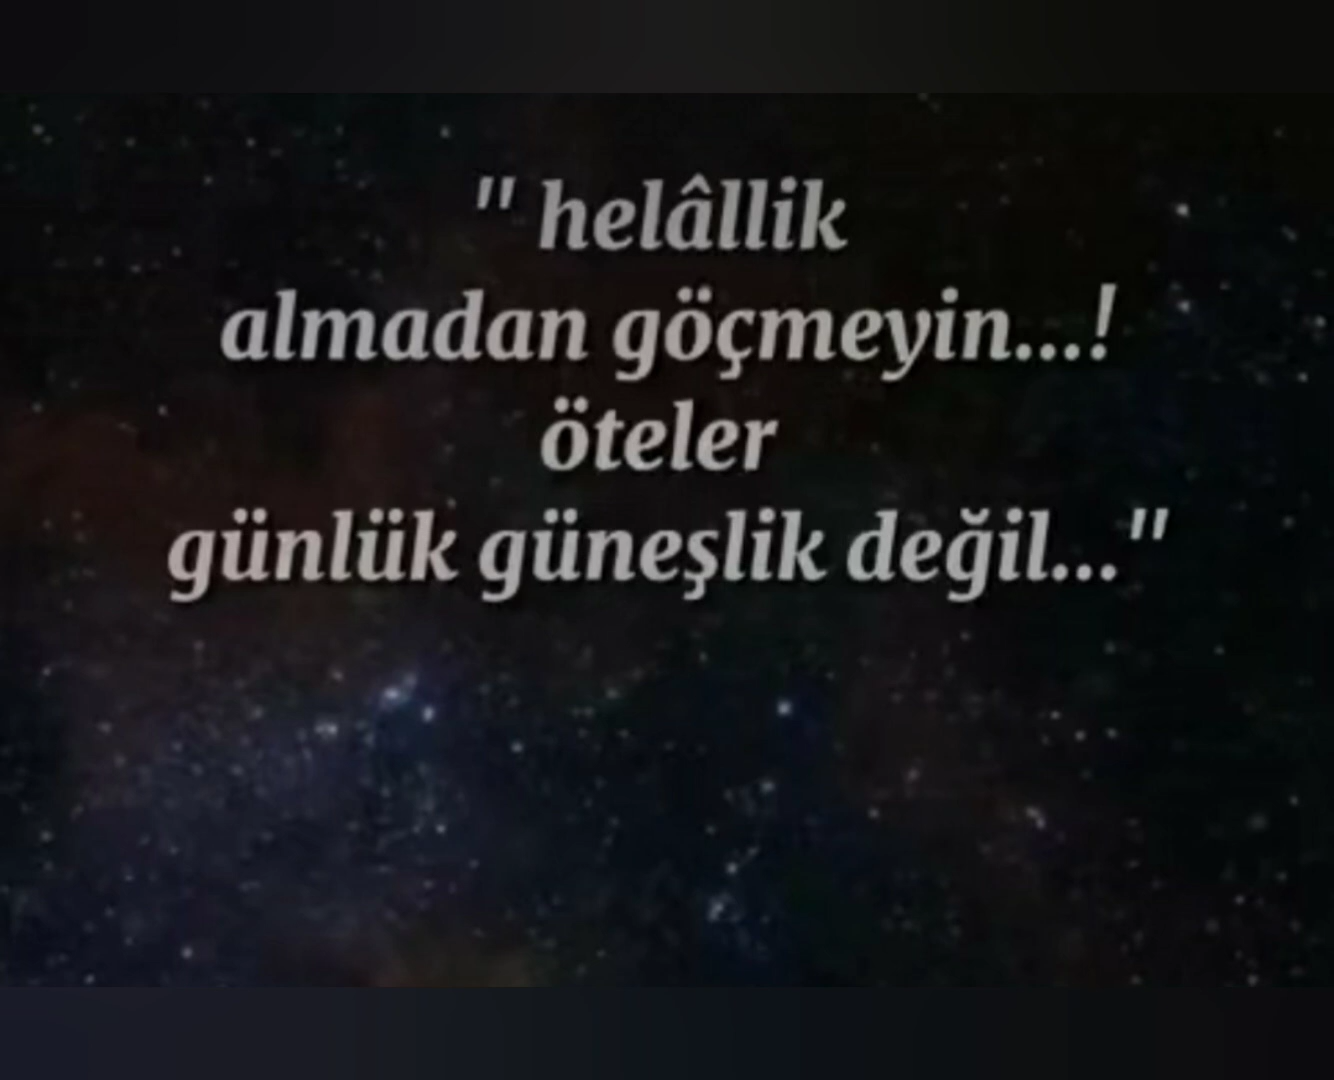 " helâllik
almadan göçmeyin...!
öteler
günlük güneşlik değil..."